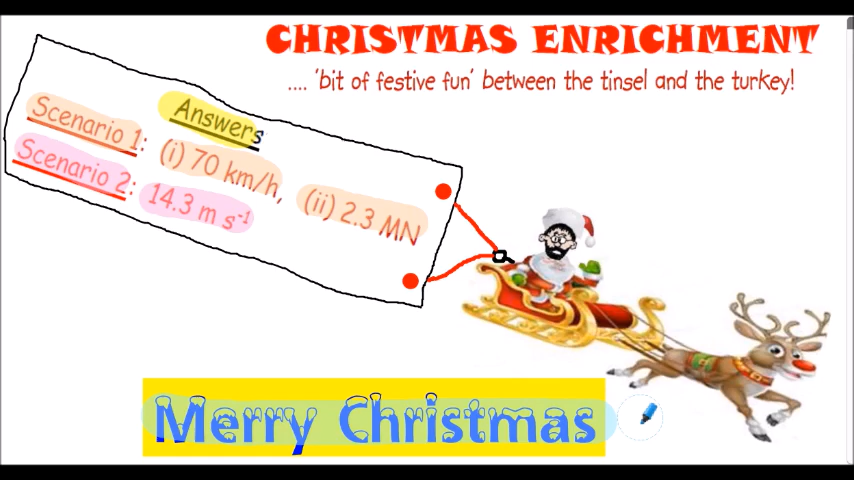 CHRISTMAS ENRICHMENT
.... 'bit of festive fun' between the tinsel and the turkey!
Answers
Scenario 1: (i) 70 km/h, (ii) 2.3 MN
Scenario 2: 14.3 m s⁻¹
Merry Christmas